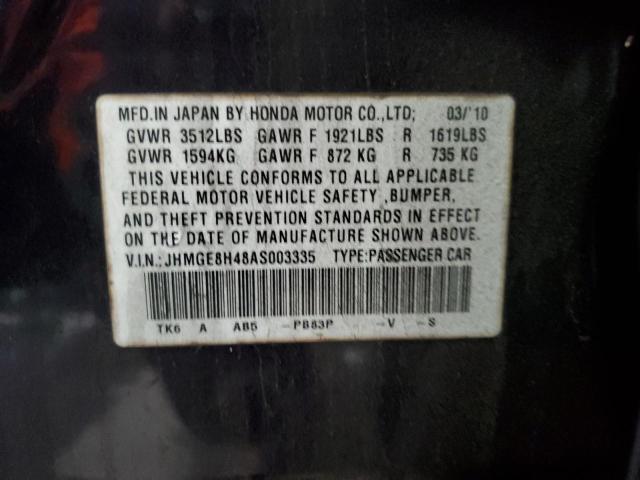 MFD.IN JAPAN BY HONDA MOTOR CO.,LTD; 03/'10
GVWR 3512LBS GAWR F 1921LBS R 1619LBS
GVWR 1594KG GAWR F 872 KG R 735 KG
THIS VEHICLE CONFORMS TO ALL APPLICABLE
FEDERAL MOTOR VEHICLE SAFETY ,BUMPER,
AND THEFT PREVENTION STANDARDS IN EFFECT
ON THE DATE OF MANUFACTURE SHOWN ABOVE.
V.I.N.: JHMGE8H48AS003335 TYPE:PASSENGER CAR
TK6 A AB5 -PB83P -V -S